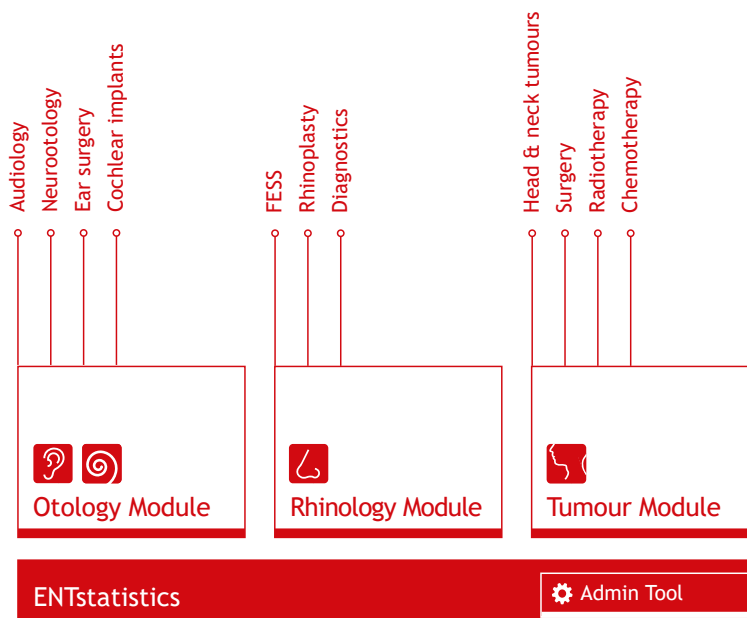 Audiology
Neurootology
Ear surgery
Cochlear implants
FESS
Rhinoplasty
Diagnostics
Head & neck tumours
Surgery
Radiotherapy
Chemotherapy
Otology Module
Rhinology Module
Tumour Module
ENTstatistics
Admin Tool